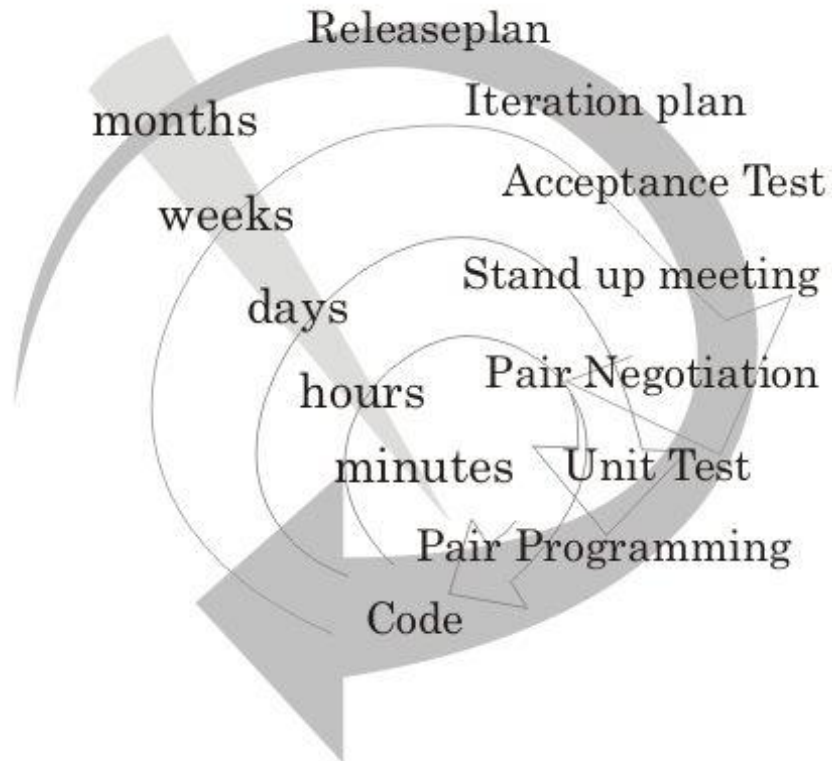 Releaseplan
Iteration plan
months
Acceptance Test
weeks
Stand up meeting
days
Pair Negotiation
hours
minutes
Unit Test
Pair Programming
Code